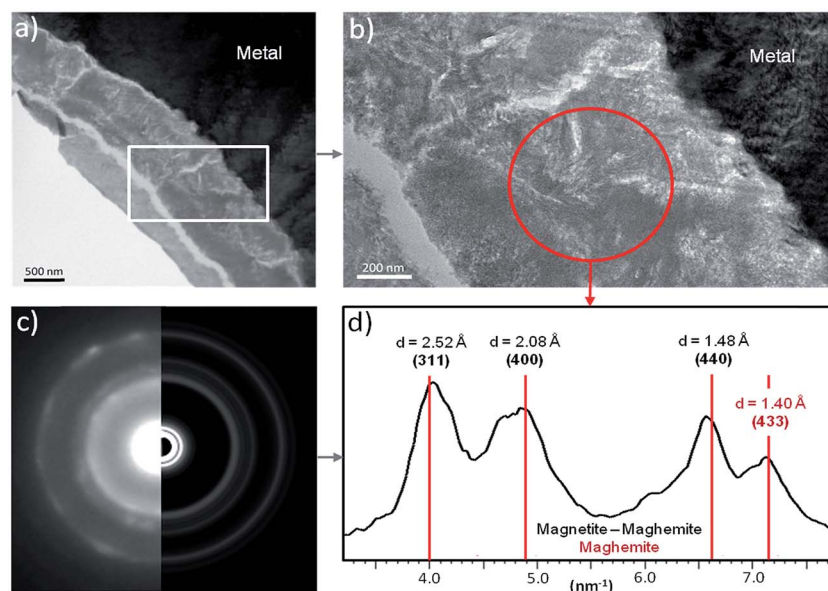 a)
Metal
500 nm
b)
Metal
200 nm
c)
d)
d = 2.52 Å
(311)
d = 2.08 Å
(400)
d = 1.48 Å
(440)
d = 1.40 Å
(433)
Magnetite – Maghemite
Maghemite
4.0 5.0 6.0 7.0
(nm⁻¹)